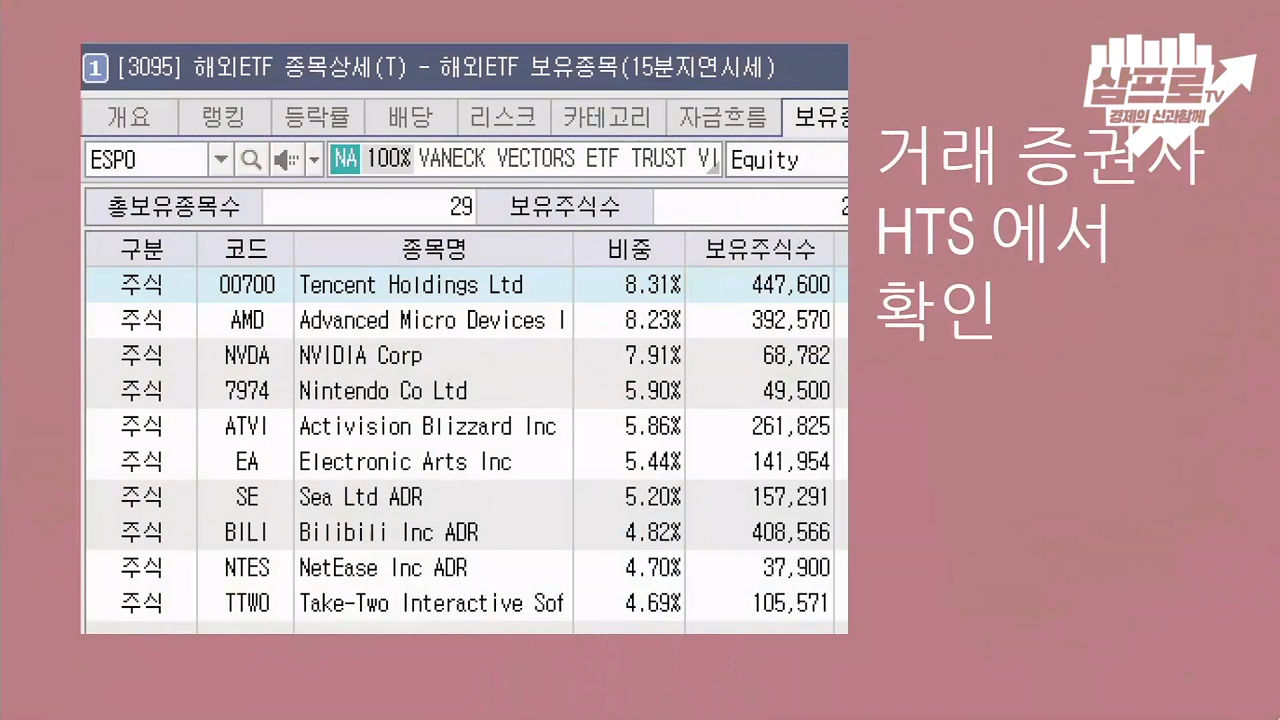 1 [3095] 해외ETF 종목상세(T) - 해외ETF 보유종목(15분지연시세)
개요 랭킹 등락률 배당 리스크 카테고리 자금흐름
ESPO NA 100% VANECK VECTORS ETF TRUST Equity
총보유종목수 29 보유주식수
구분 코드 종목명 비중 보유주식수
주식 00700 Tencent Holdings Ltd 8.31% 447,600
주식 AMD Advanced Micro Devices I 8.23% 392,570
주식 NVDA NVIDIA Corp 7.91% 68,782
주식 7974 Nintendo Co Ltd 5.90% 49,500
주식 ATVI Activision Blizzard Inc 5.86% 261,825
주식 EA Electronic Arts Inc 5.44% 141,954
주식 SE Sea Ltd ADR 5.20% 157,291
주식 BILI Bilibili Inc ADR 4.82% 408,566
주식 NTES NetEase Inc ADR 4.70% 37,900
주식 TTWO Take-Two Interactive Sof 4.69% 105,571
삼프로TV
경제의 신과함께
거래 증권사
HTS 에서
확인